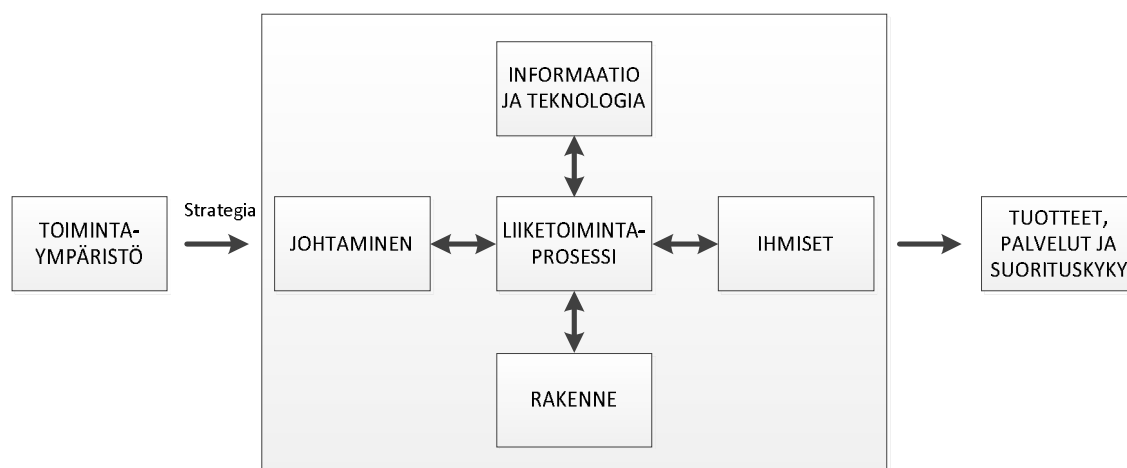 INFORMAATIO
JA TEKNOLOGIA
Strategia
TOIMINTA-
YMPÄRISTÖ
JOHTAMINEN
LIIKETOIMINTA-
PROSESSI
IHMISET
TUOTTEET,
PALVELUT JA
SUORITUSKYKY
RAKENNE